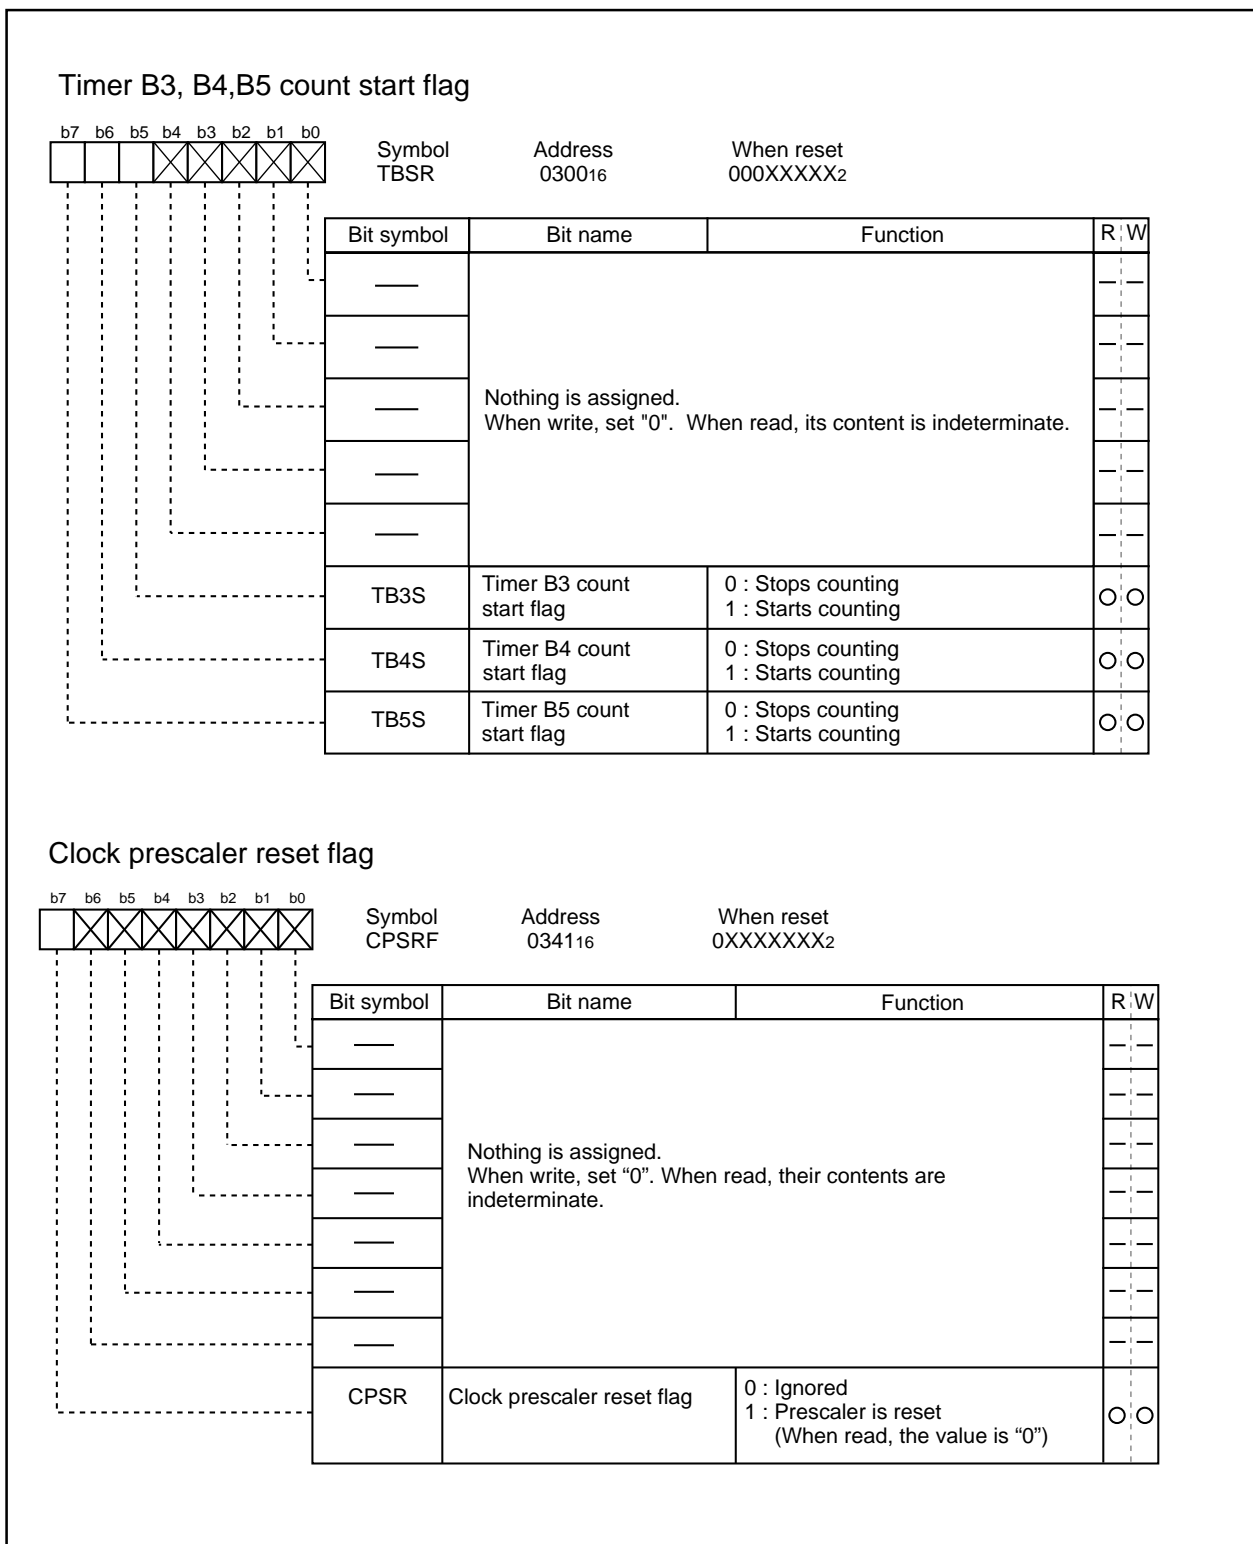 Timer B3, B4,B5 count start flag
b7 b6 b5 b4 b3 b2 b1 b0
Symbol Address When reset
TBSR 030016 000XXXXX2
Bit symbol Bit name Function R W
— — —
— — —
— — —
Nothing is assigned.
When write, set "0". When read, its content is indeterminate.
— — —
— — —
TB3S Timer B3 count start flag 0 : Stops counting
1 : Starts counting
TB4S Timer B4 count start flag 0 : Stops counting
1 : Starts counting
TB5S Timer B5 count start flag 0 : Stops counting
1 : Starts counting
Clock prescaler reset flag
b7 b6 b5 b4 b3 b2 b1 b0
Symbol Address When reset
CPSRF 034116 0XXXXXXX2
Bit symbol Bit name Function R W
— — —
— — —
— — —
Nothing is assigned.
When write, set “0”. When read, their contents are
indeterminate.
— — —
— — —
— — —
— — —
CPSR Clock prescaler reset flag 0 : Ignored
1 : Prescaler is reset
(When read, the value is “0”)